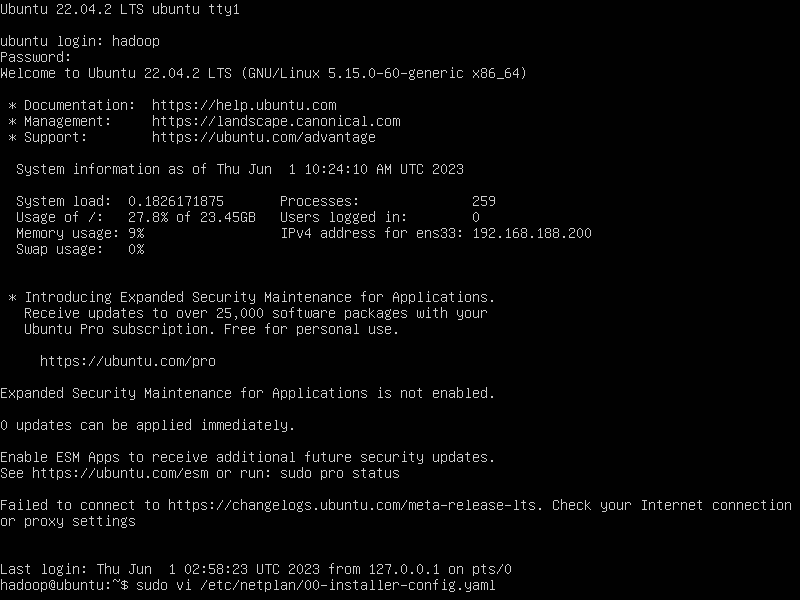 Ubuntu 22.04.2 LTS ubuntu tty1
ubuntu login: hadoop
Password:
Welcome to Ubuntu 22.04.2 LTS (GNU/Linux 5.15.0-60-generic x86_64)
* Documentation:  https://help.ubuntu.com
* Management:     https://landscape.canonical.com
* Support:        https://ubuntu.com/advantage
System information as of Thu Jun  1 10:24:10 AM UTC 2023
System load:  0.1826171875       Processes:              259
Usage of /:   27.8% of 23.45GB   Users logged in:        0
Memory usage: 9%                 IPv4 address for ens33: 192.168.188.200
Swap usage:   0%
* Introducing Expanded Security Maintenance for Applications.
Receive updates to over 25,000 software packages with your
Ubuntu Pro subscription. Free for personal use.
https://ubuntu.com/pro
Expanded Security Maintenance for Applications is not enabled.
0 updates can be applied immediately.
Enable ESM Apps to receive additional future security updates.
See https://ubuntu.com/esm or run: sudo pro status
Failed to connect to https://changelogs.ubuntu.com/meta-release-lts. Check your Internet connection
or proxy settings
Last login: Thu Jun  1 02:58:23 UTC 2023 from 127.0.0.1 on pts/0
hadoop@ubuntu:~$ sudo vi /etc/netplan/00-installer-config.yaml